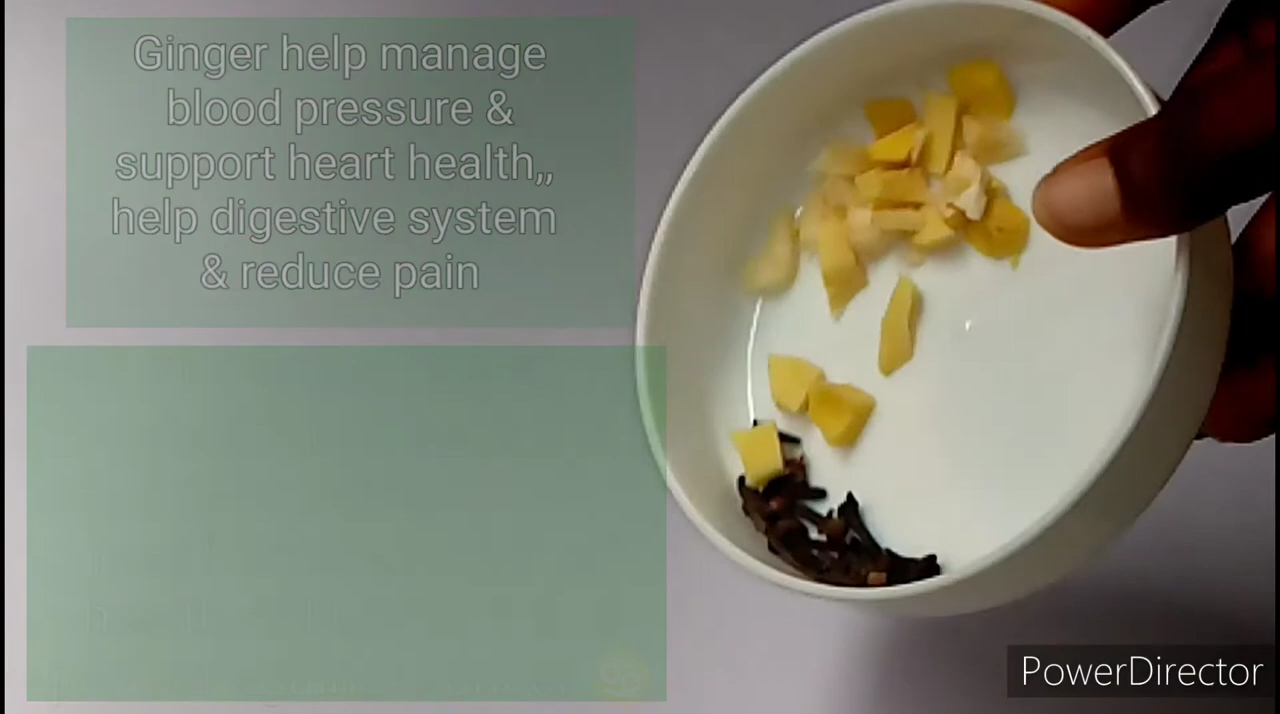 Ginger help manage
blood pressure &
support heart health,,
help digestive system
& reduce pain
PowerDirector